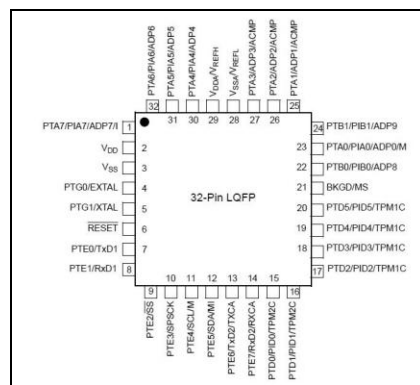 PTA6/PIA6/ADP6
PTA5/PIA5/ADP5
PTA4/PIA4/ADP4
VDDA/VREFH
VSSA/VREFL
PTA3/ADP3/ACMP
PTA2/ADP2/ACMP
PTA1/ADP1/ACMP
32
31
30
29
28
27
26
25
PTA7/PIA7/ADP7/I 1
VDD 2
VSS 3
PTG0/EXTAL 4
PTG1/XTAL 5
RESET 6
PTE0/TxD1 7
PTE1/RxD1 8
32-Pin LQFP
24 PTB1/PIB1/ADP9
23 PTA0/PIA0/ADP0/M
22 PTB0/PIB0/ADP8
21 BKGD/MS
20 PTD5/PID5/TPM1C
19 PTD4/PID4/TPM1C
18 PTD3/PID3/TPM1C
17 PTD2/PID2/TPM1C
9
10
11
12
13
14
15
16
PTE2/SS
PTE3/SPSCK
PTE4/SCL/M
PTE5/SDA/MI
PTE6/TxD2/TXCA
PTE7/RxD2/RXCA
PTD0/PID0/TPM2C
PTD1/PID1/TPM2C